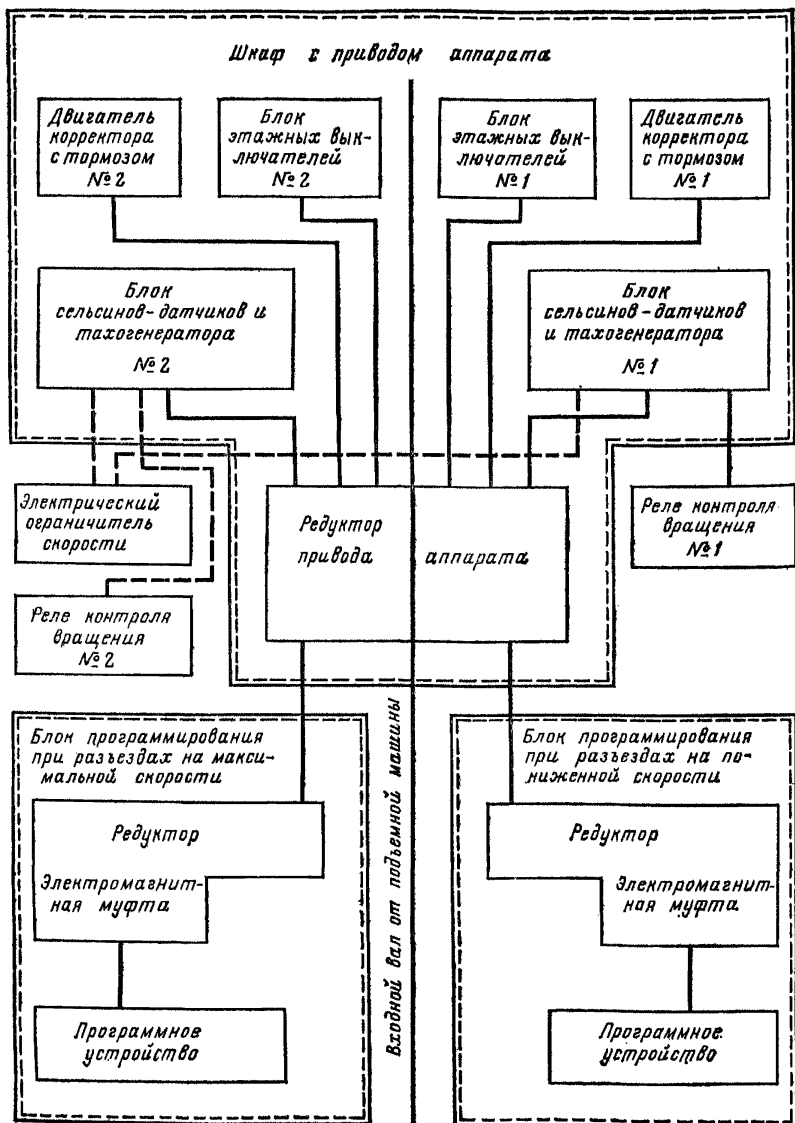 Шкаф с приводом аппарата
Двигатель
корректора
с тормозом
№ 2
Блок
этажных вык-
лючателей
№ 2
Блок
этажных вык-
лючателей
№ 1
Двигатель
корректора
с тормозом
№ 1
Блок
сельсинов-датчиков и
тахогенератора
№ 2
Блок
сельсинов-датчиков
и тахогенератора
№ 1
Электрический
ограничитель
скорости
Редуктор
привода
аппарата
Реле контроля
вращения
№ 1
Реле контроля
вращения
№ 2
Блок программирования
при разъездах на макси-
мальной скорости
Редуктор
Электромагнит-
ная муфта
Программное
устройство
Входной вал от подъемной машины
Блок программирования
при разъездах на по-
ниженной скорости
Редуктор
Электромагнит-
ная муфта
Программное
устройство